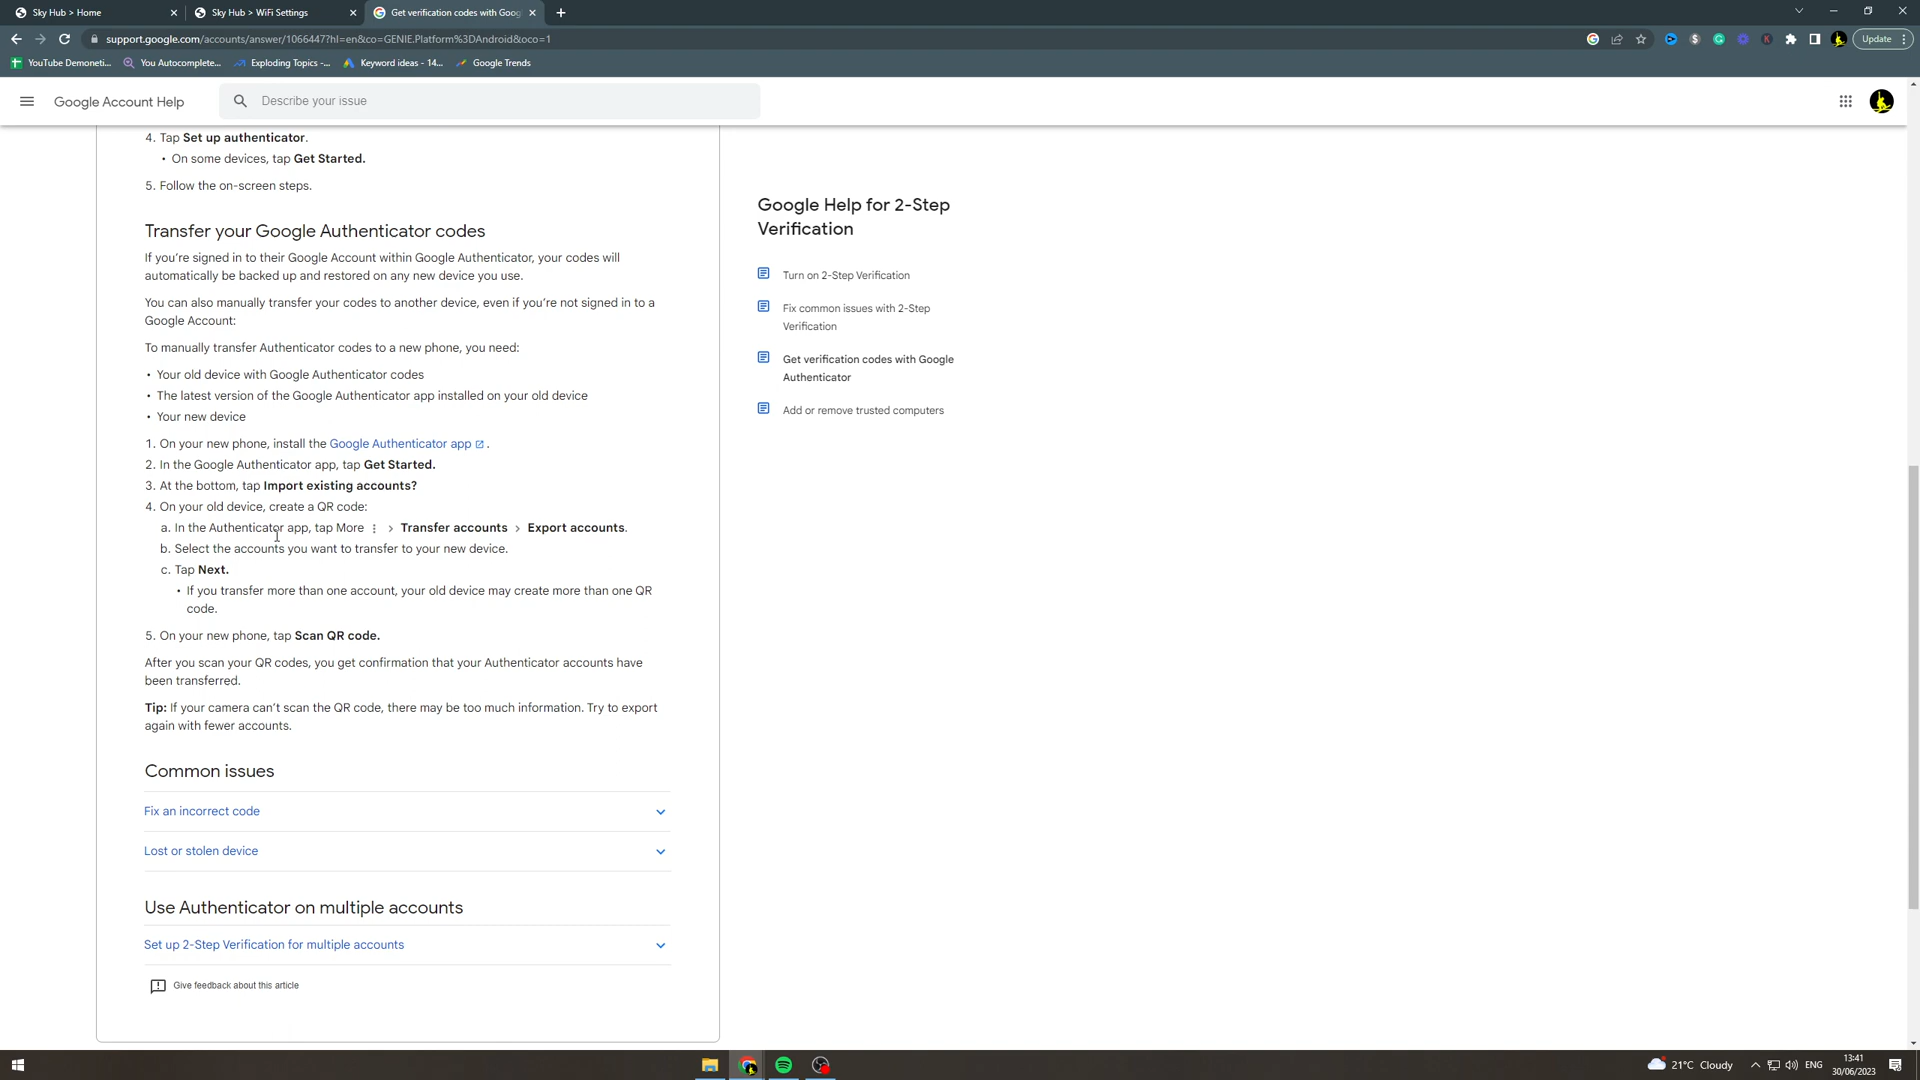 Sky Hub > Home
Sky Hub > WiFi Settings
Get verification codes with Goog
support.google.com/accounts/answer/1066447?hl=en&co=GENIE.Platform%3DAndroid&oco=1
Update
YouTube Demoneti...
You Autocomplete...
Exploding Topics -...
Keyword ideas - 14...
Google Trends
Google Account Help
Describe your issue
4. Tap Set up authenticator.
• On some devices, tap Get Started.
5. Follow the on-screen steps.
Transfer your Google Authenticator codes
If you're signed in to their Google Account within Google Authenticator, your codes will
automatically be backed up and restored on any new device you use.
You can also manually transfer your codes to another device, even if you're not signed in to a
Google Account:
To manually transfer Authenticator codes to a new phone, you need:
• Your old device with Google Authenticator codes
• The latest version of the Google Authenticator app installed on your old device
• Your new device
1. On your new phone, install the Google Authenticator app .
2. In the Google Authenticator app, tap Get Started.
3. At the bottom, tap Import existing accounts?
4. On your old device, create a QR code:
a. In the Authenticator app, tap More > Transfer accounts > Export accounts.
b. Select the accounts you want to transfer to your new device.
c. Tap Next.
• If you transfer more than one account, your old device may create more than one QR
code.
5. On your new phone, tap Scan QR code.
After you scan your QR codes, you get confirmation that your Authenticator accounts have
been transferred.
Tip: If your camera can't scan the QR code, there may be too much information. Try to export
again with fewer accounts.
Common issues
Fix an incorrect code
Lost or stolen device
Use Authenticator on multiple accounts
Set up 2-Step Verification for multiple accounts
Give feedback about this article
Google Help for 2-Step
Verification
Turn on 2-Step Verification
Fix common issues with 2-Step
Verification
Get verification codes with Google
Authenticator
Add or remove trusted computers
21°C Cloudy
ENG
13:41
30/06/2023